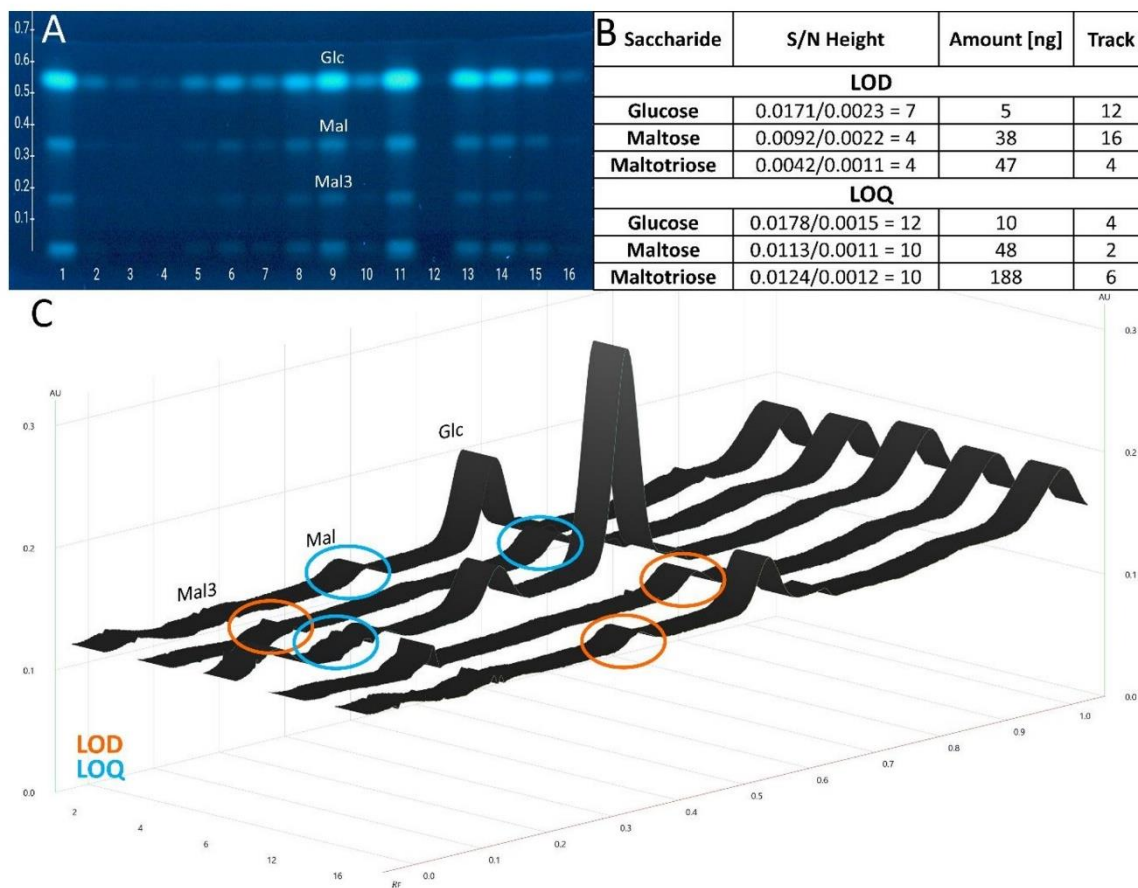 A
0.7
0.6
0.5
0.4
0.3
0.2
0.1
Glc
Mal
Mal3
1 2 3 4 5 6 7 8 9 10 11 12 13 14 15 16
B Saccharide S/N Height Amount [ng] Track
LOD
Glucose 0.0171/0.0023 = 7 5 12
Maltose 0.0092/0.0022 = 4 38 16
Maltotriose 0.0042/0.0011 = 4 47 4
LOQ
Glucose 0.0178/0.0015 = 12 10 4
Maltose 0.0113/0.0011 = 10 48 2
Maltotriose 0.0124/0.0012 = 10 188 6
C
AU
0.3
0.2
0.1
0.0
Glc
Mal
Mal3
AU
0.3
0.2
0.1
0.0
LOD
LOQ
2
4
6
12
16
RF
0.0
0.1
0.2
0.3
0.4
0.5
0.6
0.7
0.8
0.9
1.0